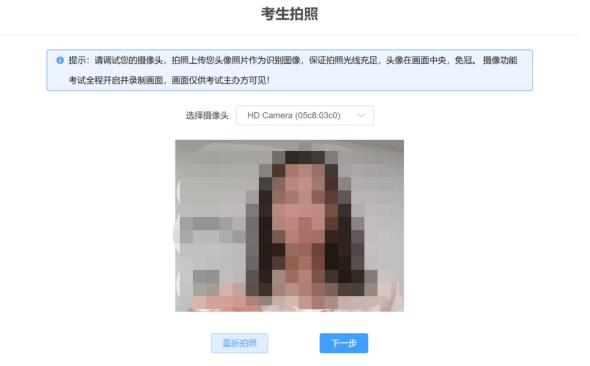 考生拍照
提示：请调试您的摄像头，拍照上传您头像照片作为识别图像，保证拍照光线充足，头像在画面中央，免冠。 摄像功能
考试全程开启并录制画面，画面仅供考试主办方可见！
选择摄像头 HD Camera (05c8:03c0)
重新拍照 下一步